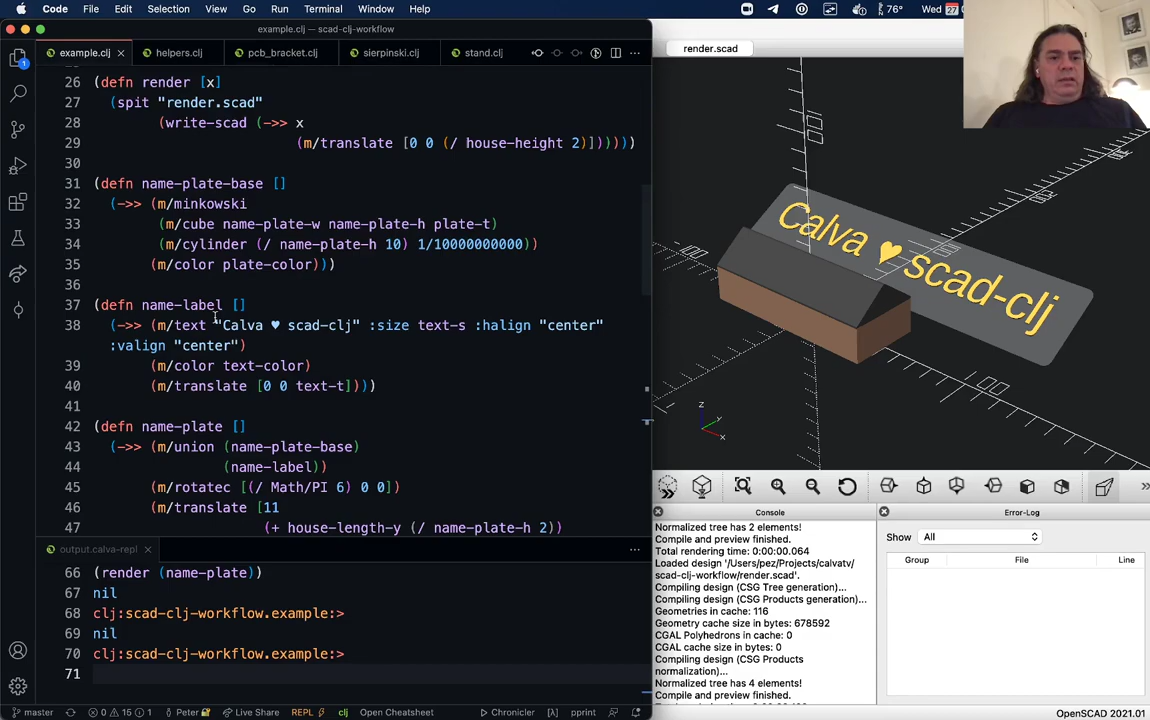 Code File Edit Selection View Go Run Terminal Window Help
76° Wed 27
example.clj — scad-clj-workflow
example.clj helpers.clj pcb_bracket.clj sierpinski.clj stand.clj
render.scad
26 (defn render [x]
27 (spit "render.scad"
28 (write-scad (->> x
29 (m/translate [0 0 (/ house-height 2)])))))
30
31 (defn name-plate-base []
32 (->> (m/minkowski
33 (m/cube name-plate-w name-plate-h plate-t)
34 (m/cylinder (/ name-plate-h 10) 1/10000000000))
35 (m/color plate-color)))
36
37 (defn name-label []
38 (->> (m/text "Calva ♥ scad-clj" :size text-s :halign "center"
:valign "center")
39 (m/color text-color)
40 (m/translate [0 0 text-t])))
41
42 (defn name-plate []
43 (->> (m/union (name-plate-base)
44 (name-label))
45 (m/rotatec [(/ Math/PI 6) 0 0])
46 (m/translate [11
47 (+ house-length-y (/ name-plate-h 2))
output.calva-repl
66 (render (name-plate))
67 nil
68 clj:scad-clj-workflow.example:>
69 nil
70 clj:scad-clj-workflow.example:>
71
master 0 15 1 Peter Live Share REPL clj Open Cheatsheet Chronicler [λ] pprint
Calva ♥ scad-clj
z
y
x
Console
Normalized tree has 2 elements!
Compile and preview finished.
Total rendering time: 0:00:00.064
Loaded design '/Users/pez/Projects/calvatv/
scad-clj-workflow/render.scad'.
Compiling design (CSG Tree generation)...
Compiling design (CSG Products generation)...
Geometries in cache: 116
Geometry cache size in bytes: 678592
CGAL Polyhedrons in cache: 0
CGAL cache size in bytes: 0
Compiling design (CSG Products
normalization)...
Normalized tree has 4 elements!
Compile and preview finished.
Error-Log
Show All
Group File Line
OpenSCAD 2021.01